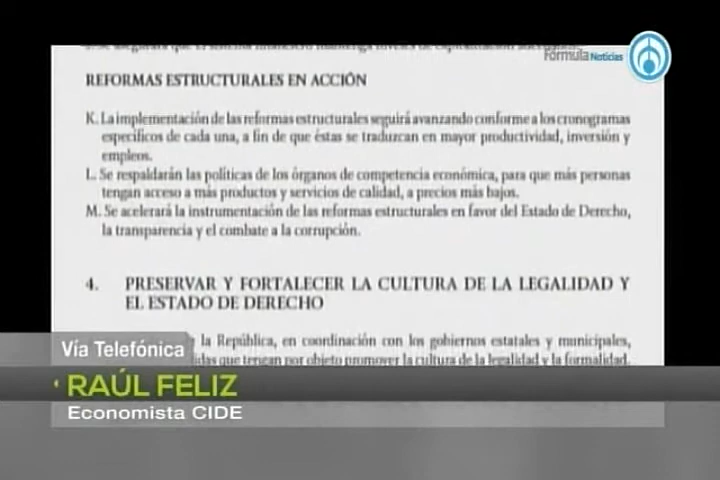 Fórmula Noticias
REFORMAS ESTRUCTURALES EN ACCIÓN
K. La implementación de las reformas estructurales seguirá avanzando conforme a los cronogramas
específicos de cada una, a fin de que éstas se traduzcan en mayor productividad, inversión y
empleos.
L. Se respaldarán las políticas de los órganos de competencia económica, para que más personas
tengan acceso a más productos y servicios de calidad, a precios más bajos.
M. Se acelerará la instrumentación de las reformas estructurales en favor del Estado de Derecho,
la transparencia y el combate a la corrupción.
4. PRESERVAR Y FORTALECER LA CULTURA DE LA LEGALIDAD Y
EL ESTADO DE DERECHO
la República, en coordinación con los gobiernos estatales y municipales,
que tengan por objeto promover la cultura de la legalidad y la formalidad.
Vía Telefónica
RAÚL FELIZ
Economista CIDE